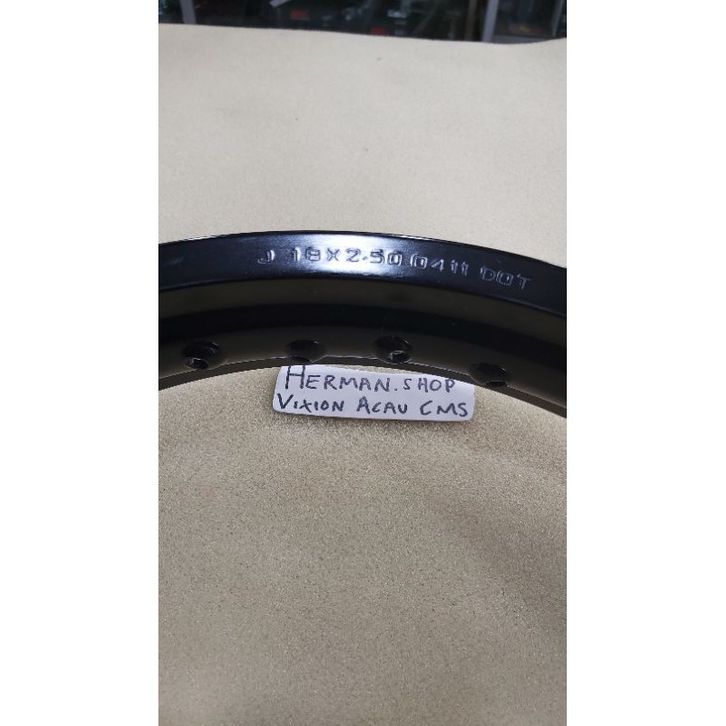 J 18X2.50 0411 DOT
HERMAN.SHOP
VIXION ACAU CMS